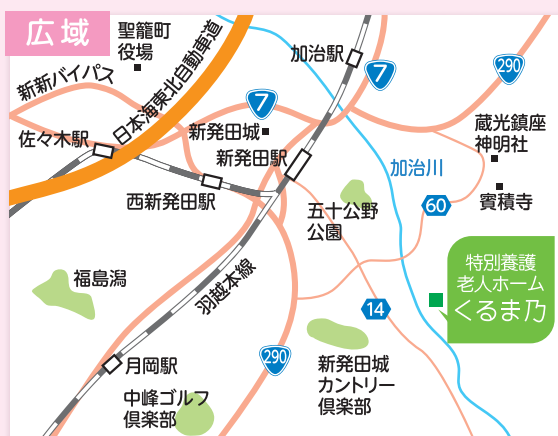 広域
聖籠町
役場
新新バイパス
日本海東北自動車道
加治駅
7
290
7
佐々木駅
新発田城
新発田駅
蔵光鎮座
神明社
加治川
西新発田駅
五十公野
公園
60
實積寺
特別養護
老人ホーム
くるま乃
福島潟
羽越本線
14
月岡駅
290
新発田城
カントリー
倶楽部
中峰ゴルフ
倶楽部